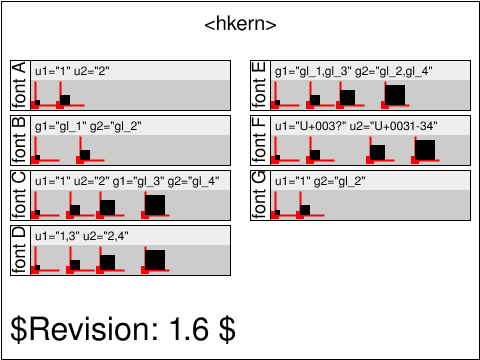 <hkern>
font A
u1="1" u2="2"
font B
g1="gl_1" g2="gl_2"
font C
u1="1" u2="2" g1="gl_3" g2="gl_4"
font D
u1="1,3" u2="2,4"
font E
g1="gl_1,gl_3" g2="gl_2,gl_4"
font F
u1="U+003?" u2="U+0031-34"
font G
u1="1" g2="gl_2"
$Revision: 1.6 $